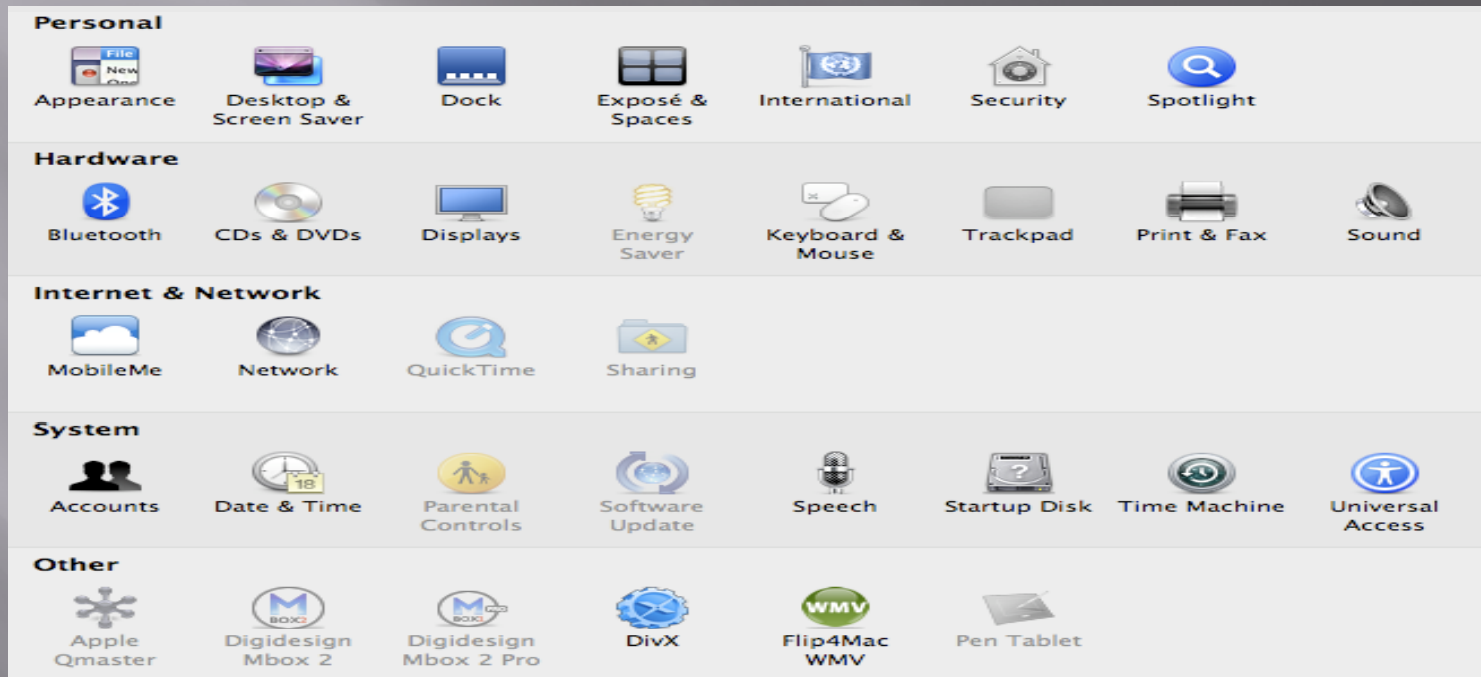 Personal
File
New
Appearance
Desktop &
Screen Saver
Dock
Exposé &
Spaces
International
Security
Spotlight
Hardware
Bluetooth
CDs & DVDs
Displays
Energy
Saver
Keyboard &
Mouse
Trackpad
Print & Fax
Sound
Internet & Network
MobileMe
Network
QuickTime
Sharing
System
18
?
Accounts
Date & Time
Parental
Controls
Software
Update
Speech
Startup Disk
Time Machine
Universal
Access
Other
M
BOX2
M
PRO
WMV
Apple
Qmaster
Digidesign
Mbox 2
Digidesign
Mbox 2 Pro
DivX
Flip4Mac
WMV
Pen Tablet